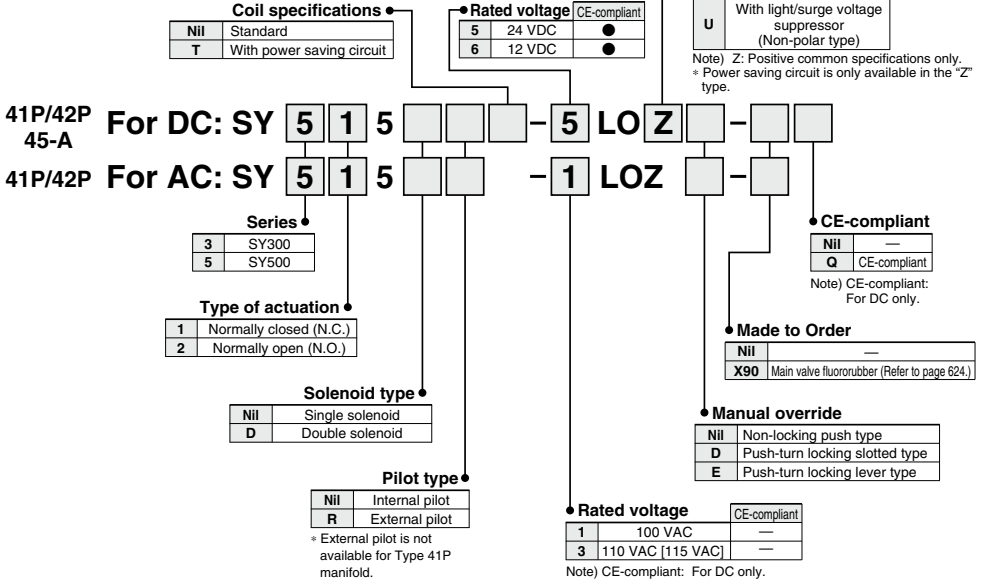 Coil specifications
Nil Standard
T With power saving circuit
Rated voltage CE-compliant
5 24 VDC ●
6 12 VDC ●
U With light/surge voltage
suppressor
(Non-polar type)
Note) Z: Positive common specifications only.
∗ Power saving circuit is only available in the “Z”
type.
41P/42P
45-A
For DC: SY 5 1 5 – 5 LO Z –
41P/42P For AC: SY 5 1 5 – 1 LOZ –
Series
3 SY300
5 SY500
Type of actuation
1 Normally closed (N.C.)
2 Normally open (N.O.)
Solenoid type
Nil Single solenoid
D Double solenoid
Pilot type
Nil Internal pilot
R External pilot
∗ External pilot is not
available for Type 41P
manifold.
CE-compliant
Nil —
Q CE-compliant
Note) CE-compliant:
For DC only.
Made to Order
Nil —
X90 Main valve fluororubber (Refer to page 624.)
Manual override
Nil Non-locking push type
D Push-turn locking slotted type
E Push-turn locking lever type
Rated voltage CE-compliant
1 100 VAC —
3 110 VAC [115 VAC] —
Note) CE-compliant: For DC only.